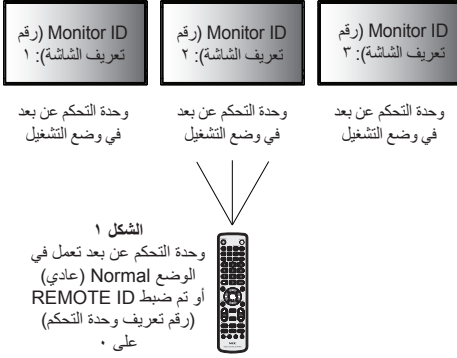 Monitor ID (رقم
تعريف الشاشة): ٣
Monitor ID (رقم
تعريف الشاشة): ٢
Monitor ID (رقم
تعريف الشاشة): ١
وحدة التحكم عن بعد
في وضع التشغيل
وحدة التحكم عن بعد
في وضع التشغيل
وحدة التحكم عن بعد
في وضع التشغيل
الشكل ١
وحدة التحكم عن بعد تعمل في
الوضع Normal (عادي)
أو تم ضبط REMOTE ID
(رقم تعريف وحدة التحكم)
على ٠
NEC